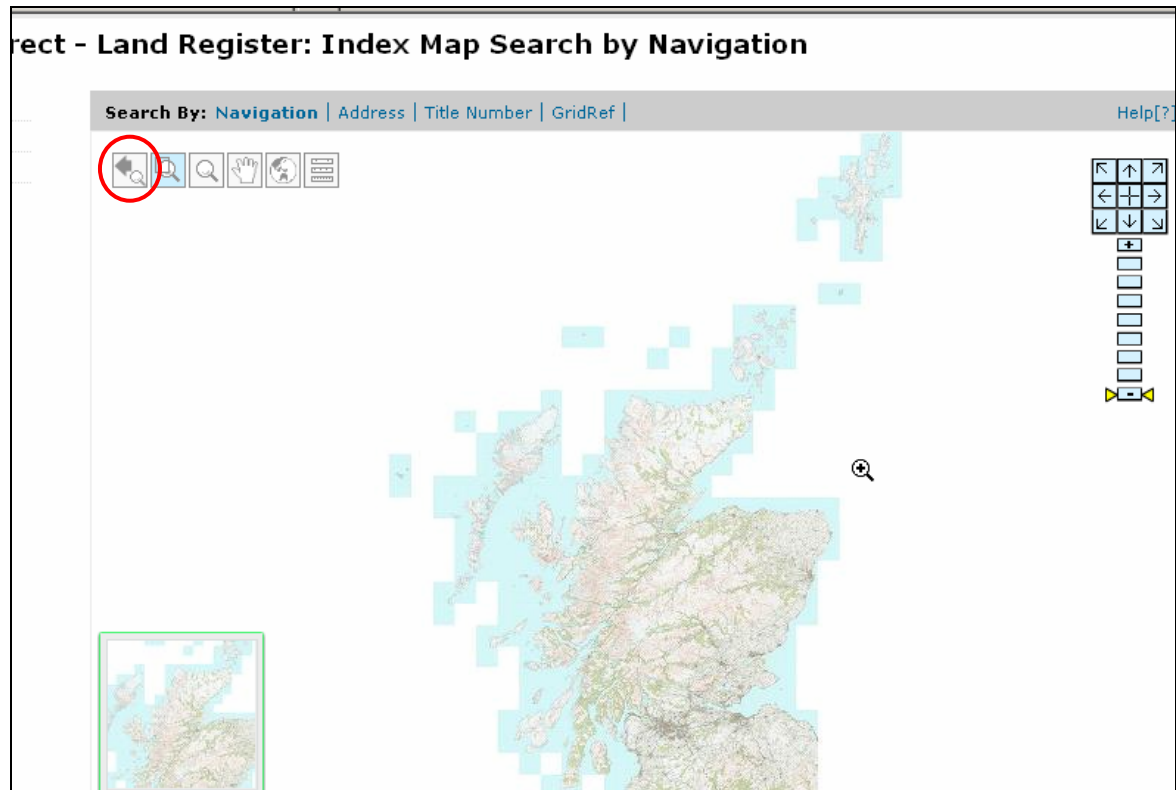 rect - Land Register: Index Map Search by Navigation
Search By: Navigation | Address | Title Number | GridRef |
Help[?]